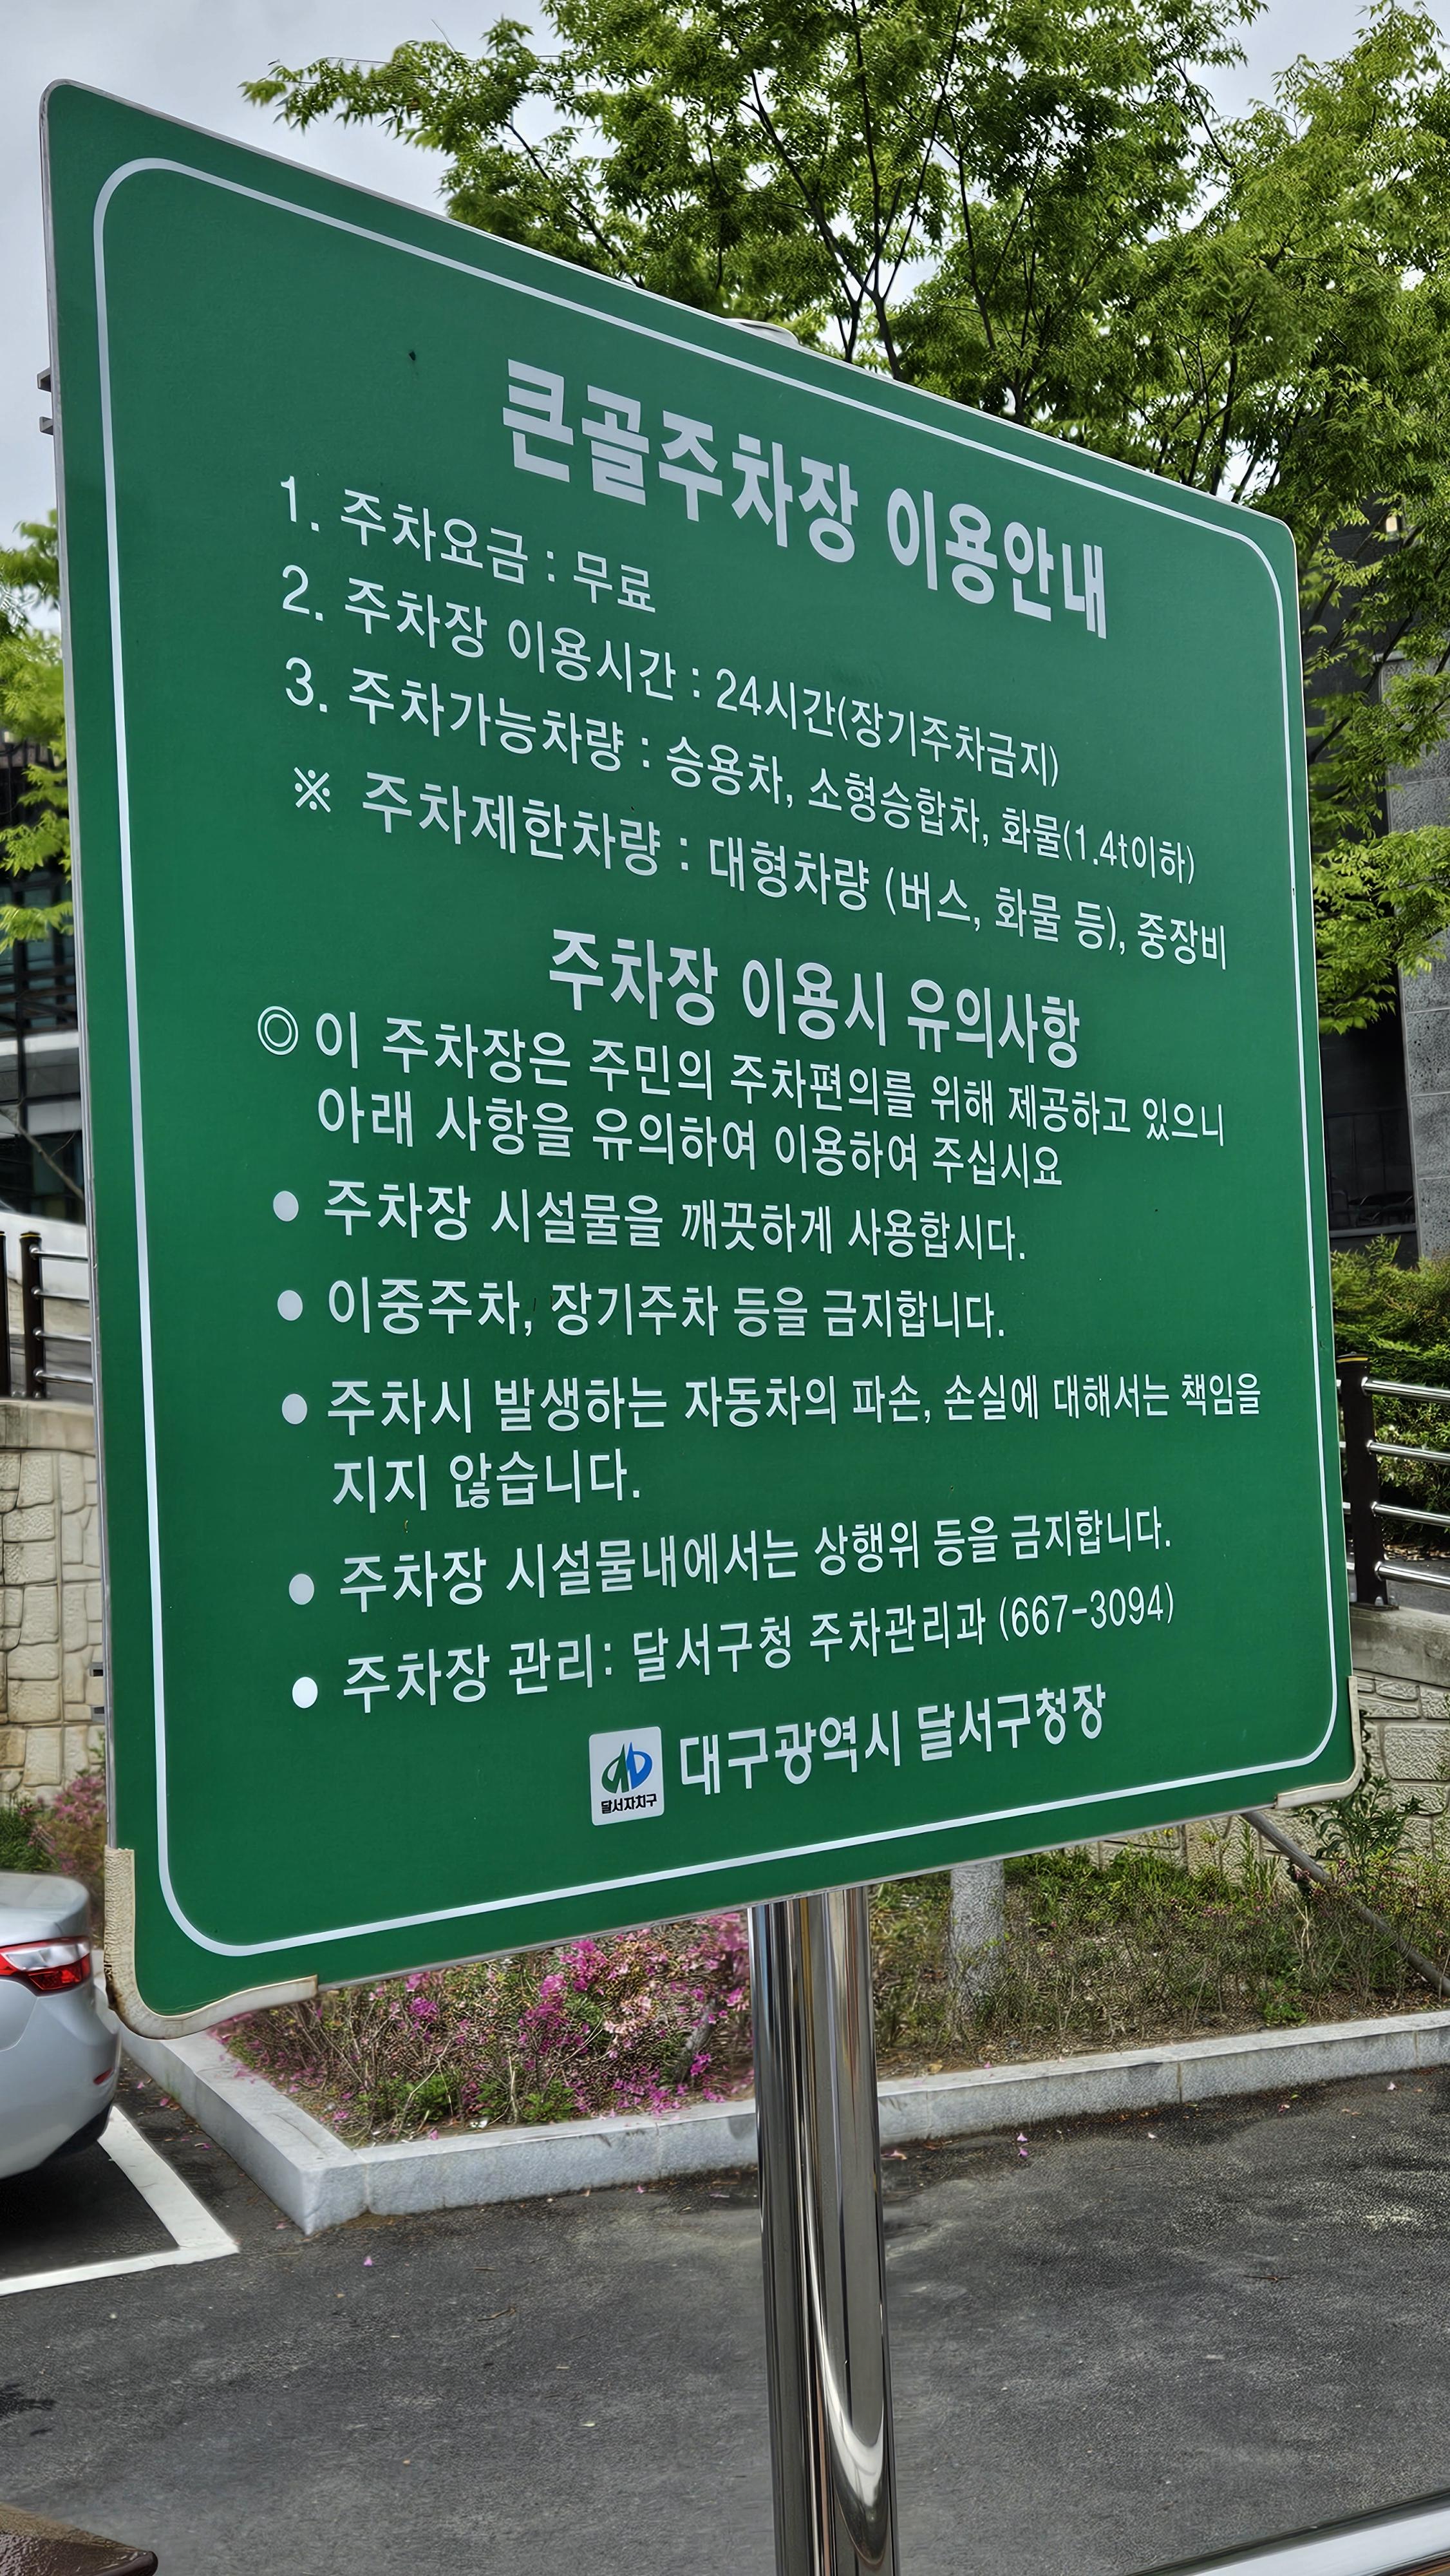 큰골주차장 이용안내
1. 주차요금 : 무료
2. 주차장 이용시간 : 24시간(장기주차금지)
3. 주차가능차량 : 승용차, 소형승합차, 화물(1.4t이하)
※ 주차제한차량 : 대형차량 (버스, 화물 등), 중장비
주차장 이용시 유의사항
◎ 이 주차장은 주민의 주차편의를 위해 제공하고 있으니
아래 사항을 유의하여 이용하여 주십시요
● 주차장 시설물을 깨끗하게 사용합시다.
● 이중주차, 장기주차 등을 금지합니다.
● 주차시 발생하는 자동차의 파손, 손실에 대해서는 책임을
지지 않습니다.
● 주차장 시설물내에서는 상행위 등을 금지합니다.
● 주차장 관리: 달서구청 주차관리과 (667-3094)
대구광역시 달서구청장
달서자치구